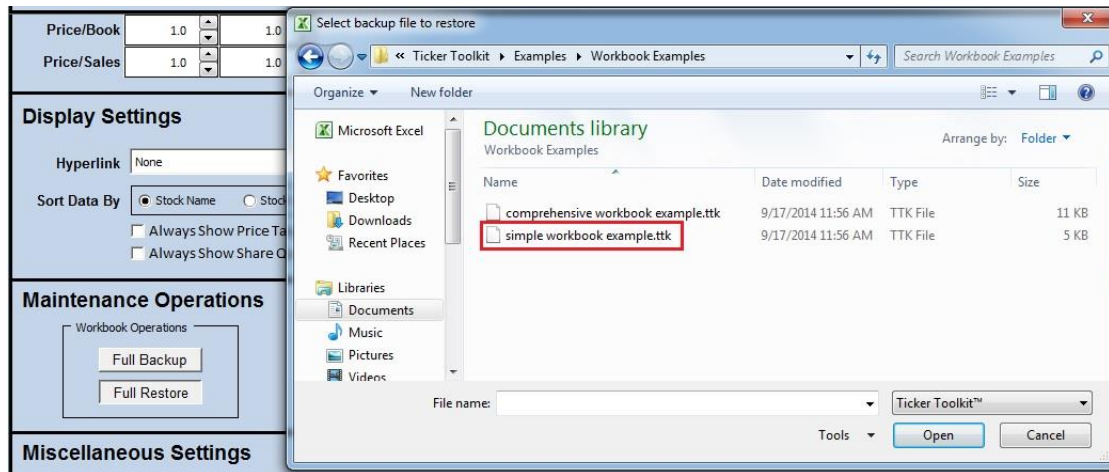 Price/Book 1.0 1.0
Price/Sales 1.0 1.0
Display Settings
Hyperlink None
Sort Data By Stock Name Stock
Always Show Price Ta
Always Show Share Q
Maintenance Operations
Workbook Operations
Full Backup
Full Restore
Miscellaneous Settings
Select backup file to restore
« Ticker Toolkit Examples Workbook Examples Search Workbook Examples
Organize New folder
Microsoft Excel
Favorites
Desktop
Downloads
Recent Places
Libraries
Documents
Music
Pictures
Videos
Documents library
Workbook Examples
Arrange by: Folder
Name Date modified Type Size
comprehensive workbook example.ttk 9/17/2014 11:56 AM TTK File 11 KB
simple workbook example.ttk 9/17/2014 11:56 AM TTK File 5 KB
File name: Ticker Toolkit™
Tools Open Cancel